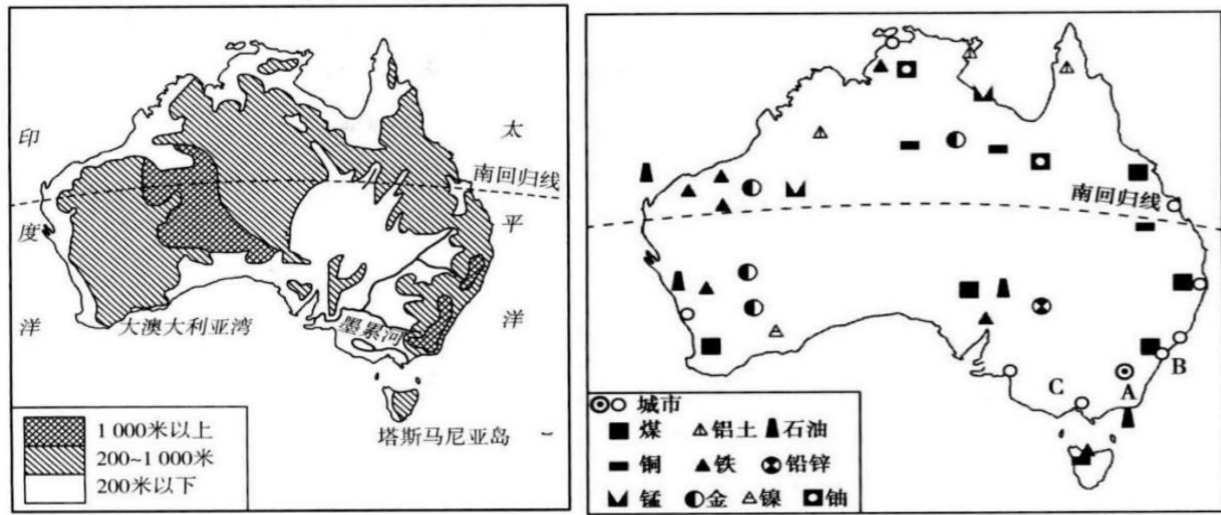 印
度
洋
太
平
洋
南回归线
大澳大利亚湾
墨累河
塔斯马尼亚岛
1 000米以上
200~1 000米
200米以下
南回归线
A
B
C
城市
煤 铝土 石油
铜 铁 铅锌
锰 金 镍 铀